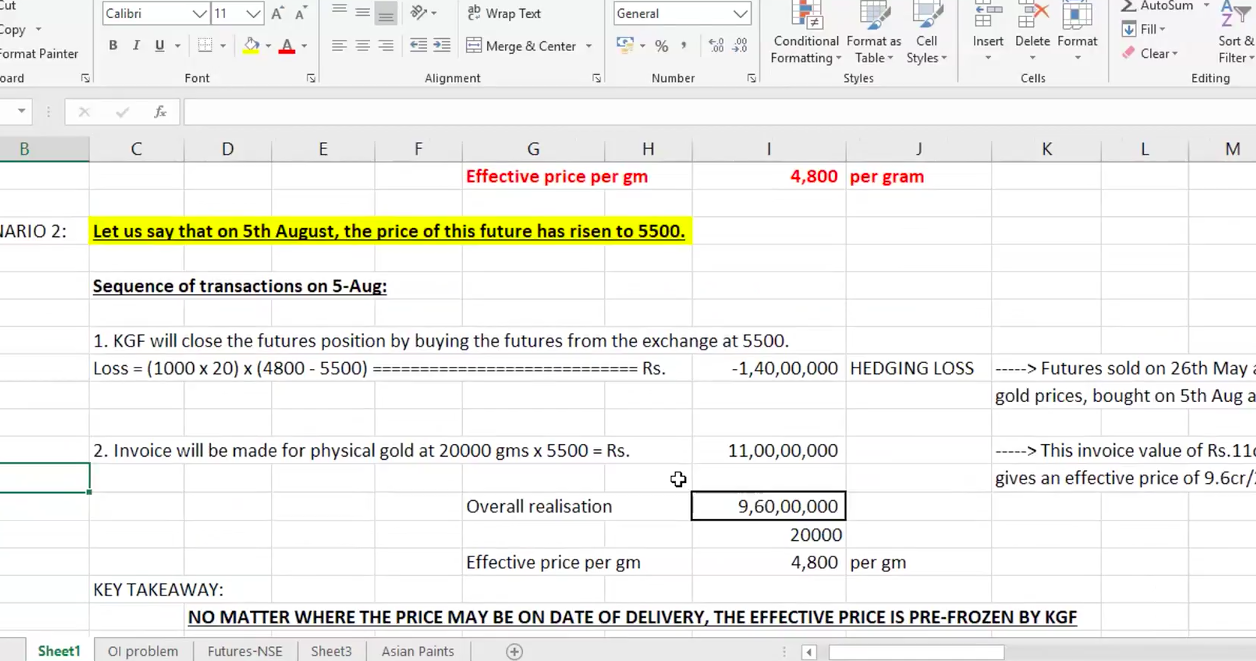 Cut
Calibri 11 A A Wrap Text General AutoSum
Copy Fill
Format Painter B I U A Merge & Center % , Conditional Formatting Format as Table Cell Styles Insert Delete Format Clear Sort & Filter
oard Font Alignment Number Styles Cells Editing
fx
B C D E F G H I J K L M
Effective price per gm 4,800 per gram
NARIO 2: Let us say that on 5th August, the price of this future has risen to 5500.
Sequence of transactions on 5-Aug:
1. KGF will close the futures position by buying the futures from the exchange at 5500.
Loss = (1000 x 20) x (4800 - 5500) =========================== Rs. -1,40,00,000 HEDGING LOSS -----> Futures sold on 26th May a
gold prices, bought on 5th Aug a
2. Invoice will be made for physical gold at 20000 gms x 5500 = Rs. 11,00,00,000 -----> This invoice value of Rs.11c
gives an effective price of 9.6cr/2
Overall realisation 9,60,00,000
20000
Effective price per gm 4,800 per gm
KEY TAKEAWAY:
NO MATTER WHERE THE PRICE MAY BE ON DATE OF DELIVERY, THE EFFECTIVE PRICE IS PRE-FROZEN BY KGF
Sheet1 OI problem Futures-NSE Sheet3 Asian Paints